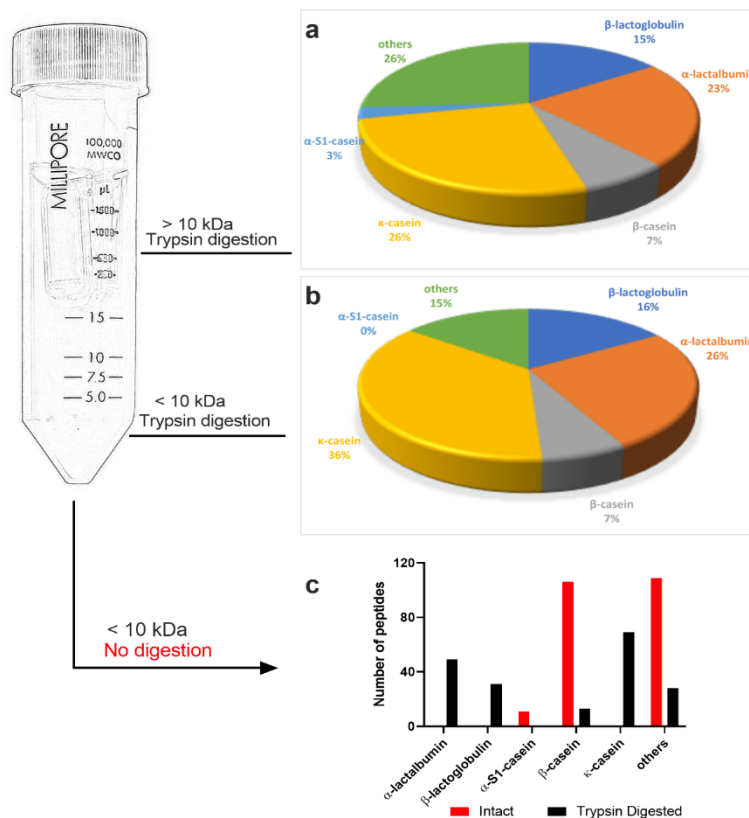 MILLIPORE
100,000
MWCO
µL
1500
1000
500
250
15
10
7.5
5.0
> 10 kDa
Trypsin digestion
< 10 kDa
Trypsin digestion
< 10 kDa
No digestion
a
β-lactoglobulin
15%
α-lactalbumin
23%
β-casein
7%
κ-casein
26%
α-S1-casein
3%
others
26%
b
β-lactoglobulin
16%
α-lactalbumin
26%
β-casein
7%
κ-casein
36%
α-S1-casein
0%
others
15%
c
Number of peptides
120
80
40
0
α-lactalbumin
β-lactoglobulin
α-S1-casein
β-casein
κ-casein
others
Intact
Trypsin Digested